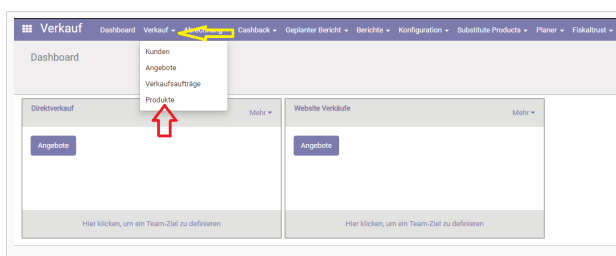 Verkauf Dashboard Verkauf Abrechnung Cashback Geplanter Bericht Berichte Konfiguration Substitute Products Planer Fiskaltrust
Dashboard
Kunden
Angebote
Verkaufsaufträge
Produkte
Direktverkauf Mehr
Angebote
Hier klicken, um ein Team-Ziel zu definieren
Website Verkäufe Mehr
Angebote
Hier klicken, um ein Team-Ziel zu definieren